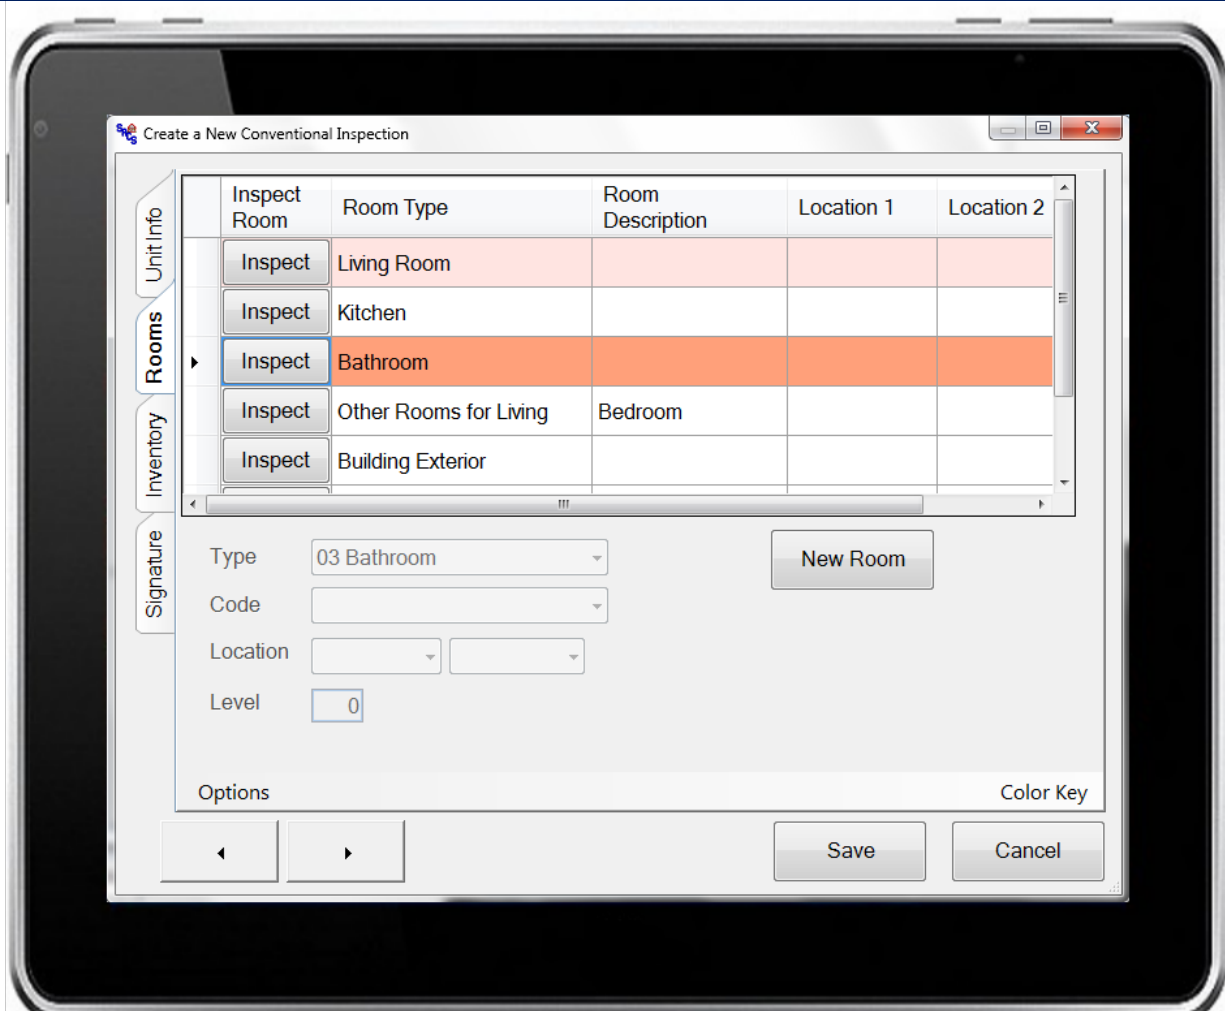 SACS Create a New Conventional Inspection
Unit Info
Rooms
Inventory
Signature
Inspect Room Room Type Room Description Location 1 Location 2
Inspect Living Room
Inspect Kitchen
Inspect Bathroom
Inspect Other Rooms for Living Bedroom
Inspect Building Exterior
Type 03 Bathroom New Room
Code
Location
Level 0
Options Color Key
Save Cancel